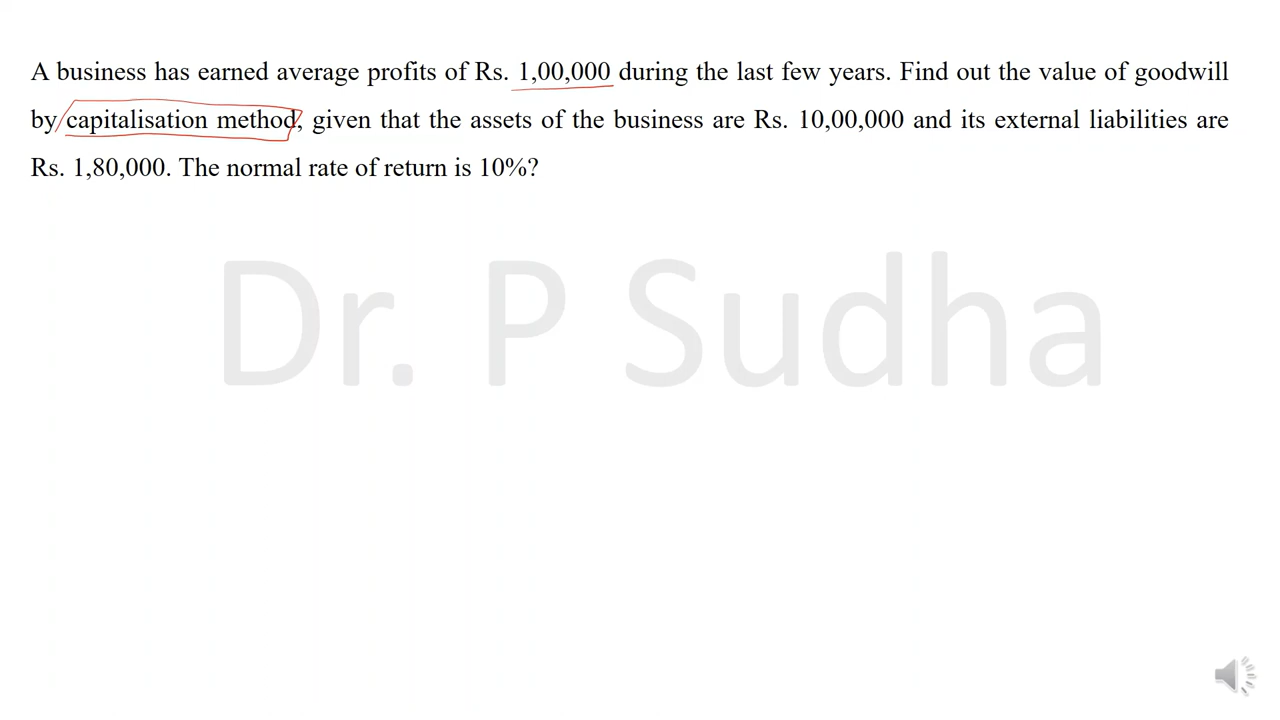 A business has earned average profits of Rs. 1,00,000 during the last few years. Find out the value of goodwill
by capitalisation method, given that the assets of the business are Rs. 10,00,000 and its external liabilities are
Rs. 1,80,000. The normal rate of return is 10%?
Dr. P Sudha